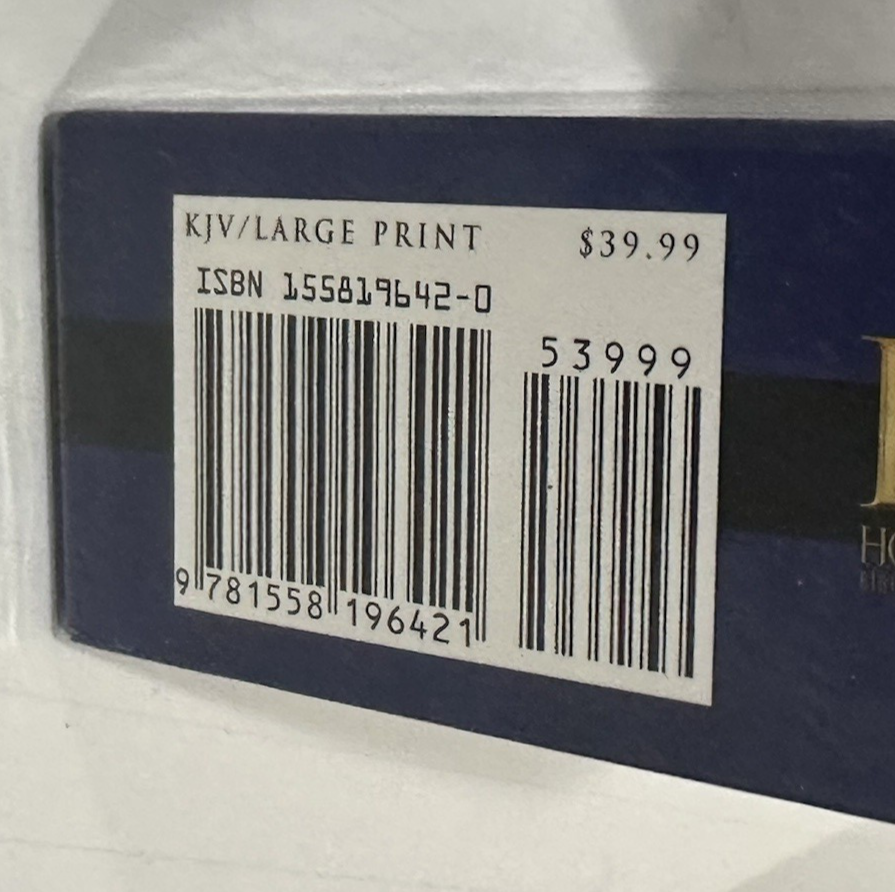 KJV/LARGE PRINT $39.99
ISBN 155819642-0
53999
9 781558 196421